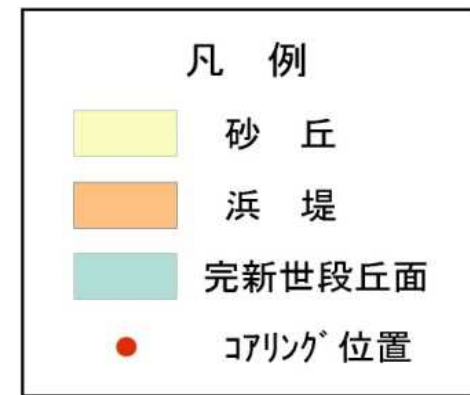 凡　例
砂　丘
浜　堤
完新世段丘面
ｺｱﾘﾝｸﾞ位置